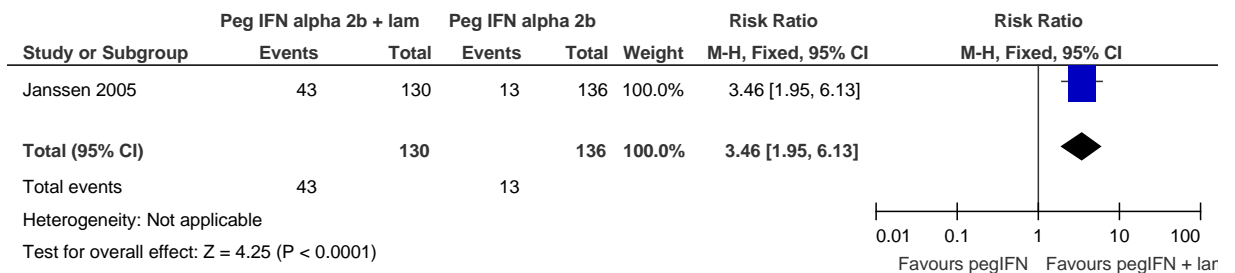 Peg IFN alpha 2b + lam Peg IFN alpha 2b Risk Ratio Risk Ratio
Study or Subgroup Events Total Events Total Weight M-H, Fixed, 95% CI M-H, Fixed, 95% CI
Janssen 2005 43 130 13 136 100.0% 3.46 [1.95, 6.13]
Total (95% CI) 130 136 100.0% 3.46 [1.95, 6.13]
Total events 43 13
Heterogeneity: Not applicable
Test for overall effect: Z = 4.25 (P < 0.0001)
0.01 0.1 1 10 100
Favours pegIFN Favours pegIFN + lar